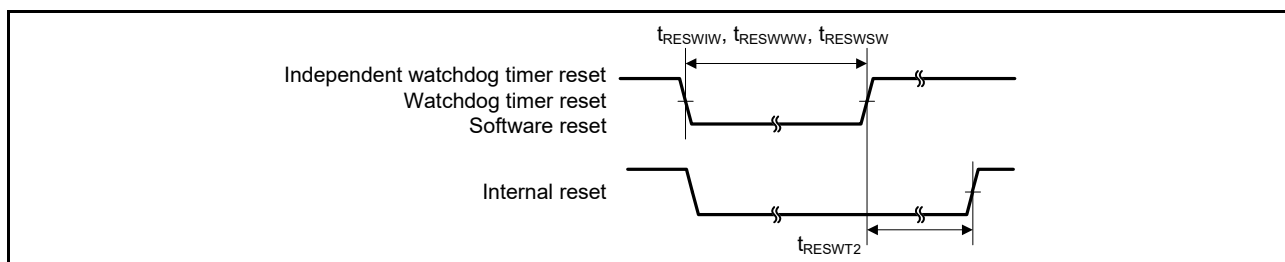 tRESWIW, tRESWWW, tRESWSW
Independent watchdog timer reset
Watchdog timer reset
Software reset
Internal reset
tRESWT2